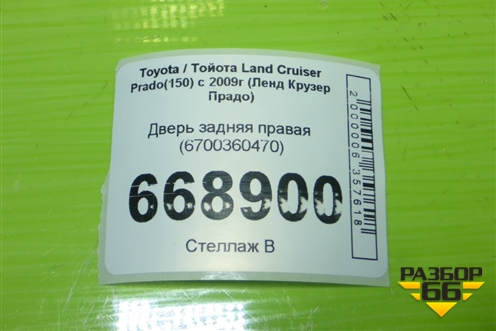 Toyota / Тойота Land Cruiser
Prado(150) с 2009г (Ленд Крузер
Прадо)
Дверь задняя правая
(6700360470)
668900
Стеллаж В
2000006357618
РАЗБОР
66